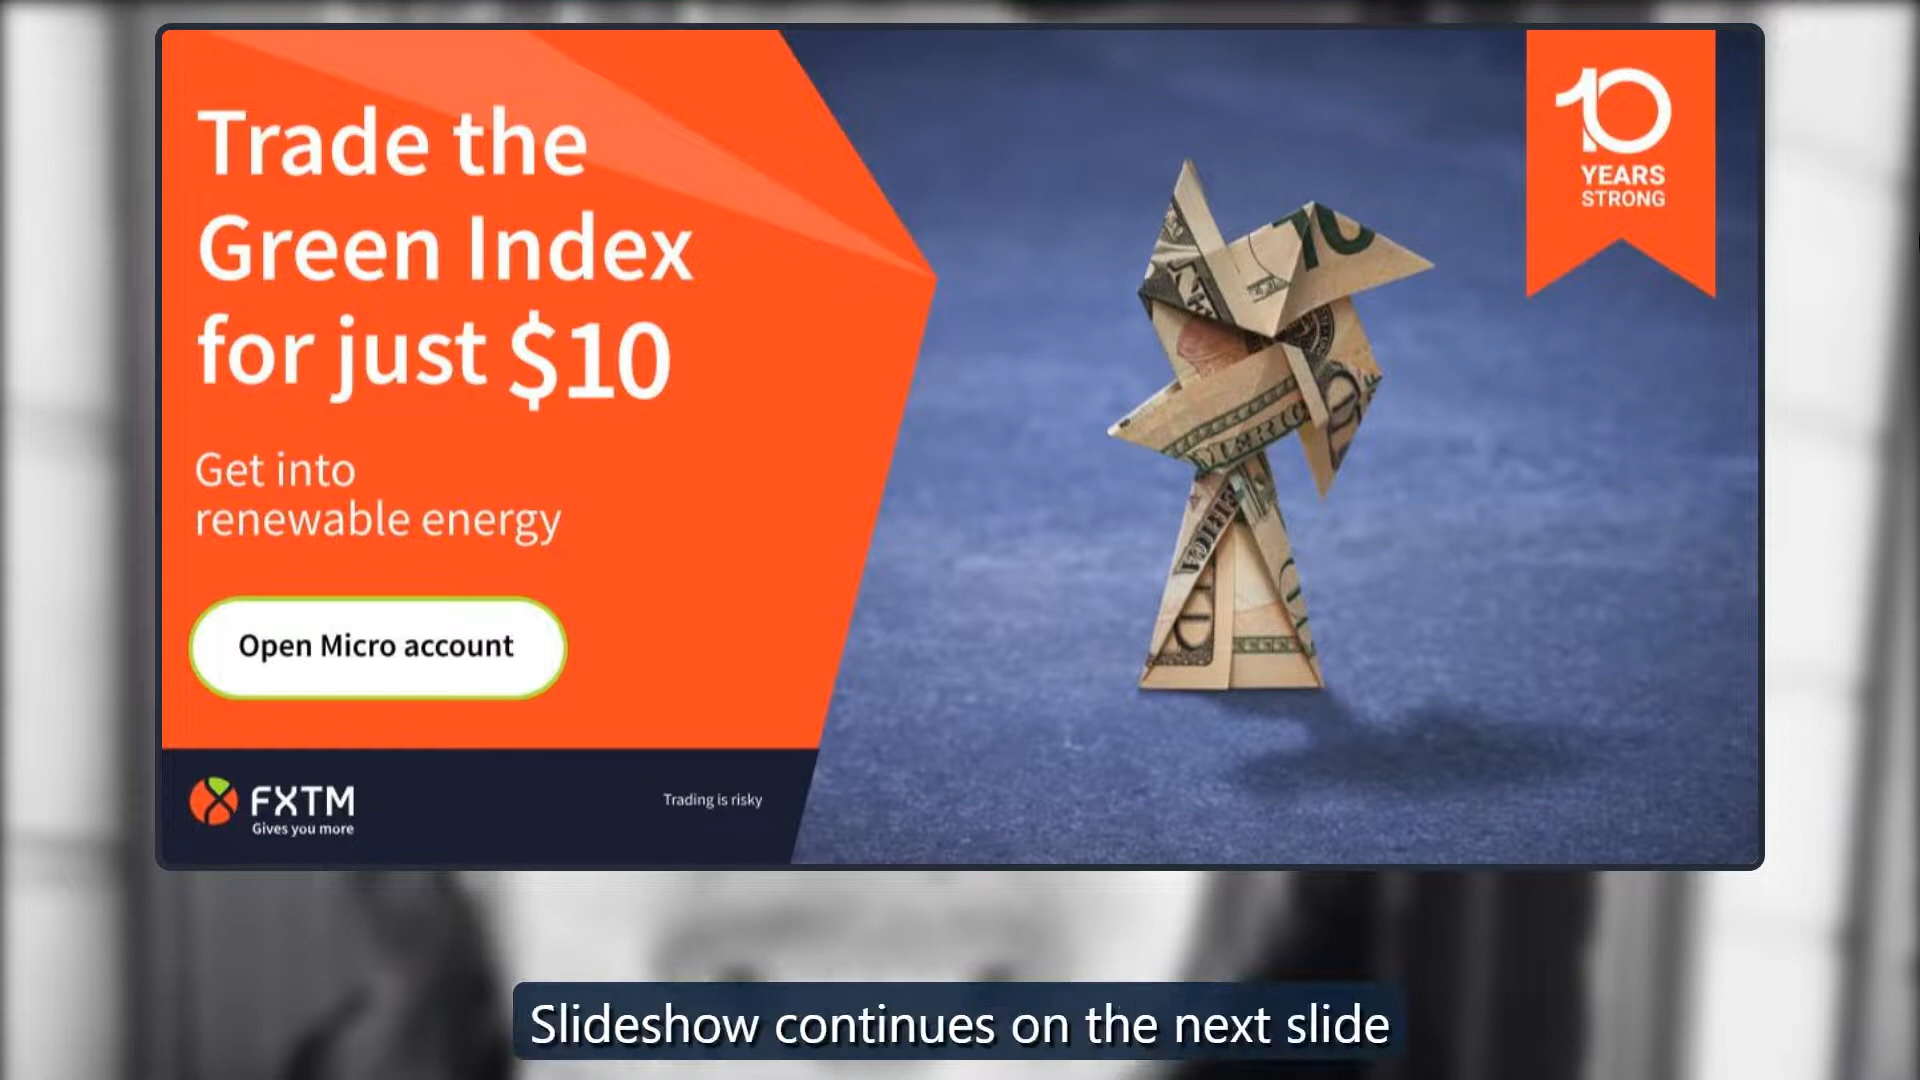 Trade the
Green Index
for just $10
Get into
renewable energy
Open Micro account
FXTM
Gives you more
Trading is risky
10
YEARS
STRONG
10
Slideshow continues on the next slide